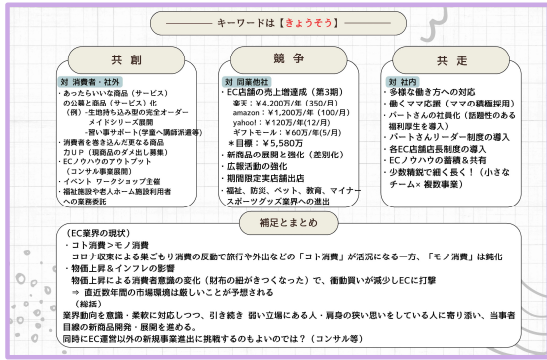 キーワードは【きょうそう】
共 創
対 消費者・社外
・あったらいいな商品（サービス）
の公募と商品（サービス）化
（例）-生地持ち込み型の完全オーダー
メイドシリーズ展開
-習い事サポート(学童へ講師派遣等)
・消費者を巻き込んだ更なる商品
力ＵＰ（現商品のダメ出し募集）
・ECノウハウのアウトプット
（コンサル事業展開）
・イベント ワークショップ主催
・福祉施設や老人ホーム施設利用者
への業務委託
競 争
対 同業他社
・EC店舗の売上増達成（第3期）
楽天：￥4,200万/年（350/月）
amazon：￥1,200万/年（100/月）
yahoo!：￥120万/年(12/月)
ギフトモール：￥60万/年(5/月)
＊目標：￥5,580万
・新商品の展開と強化（差別化）
・広報活動の強化
・期間限定実店舗出店
・福祉、防災、ペット、教育、マイナー
スポーツグッズ業界への進出
共 走
対 社内
・多様な働き方への対応
・働くママ応援（ママの積極採用）
・パートさんの社員化（話題性のある
福利厚生を導入）
・パートさんリーダー制度の導入
・各EC店舗店長制度の導入
・ECノウハウの蓄積＆共有
・少数精鋭で細く長く！（小さな
チーム× 複数事業）
補足とまとめ
（EC業界の現状）
・コト消費＞モノ消費
コロナ収束による巣ごもり消費の反動で旅行や外出などの「コト消費」が活況になる一方、「モノ消費」は鈍化
・物価上昇＆インフレの影響
物価上昇による消費者意識の変化（財布の紐がきつくなった）で、衝動買いが減少しECに打撃
⇒ 直近数年間の市場環境は厳しいことが予想される
（総括）
業界動向を意識・柔軟に対応しつつ、引き続き 弱い立場にある人・肩身の狭い思いをしている人に寄り添い、当事者
目線の新商品開発・展開を進める。
同時にEC運営以外の新規事業進出に挑戦するのもよいのでは？（コンサル等）